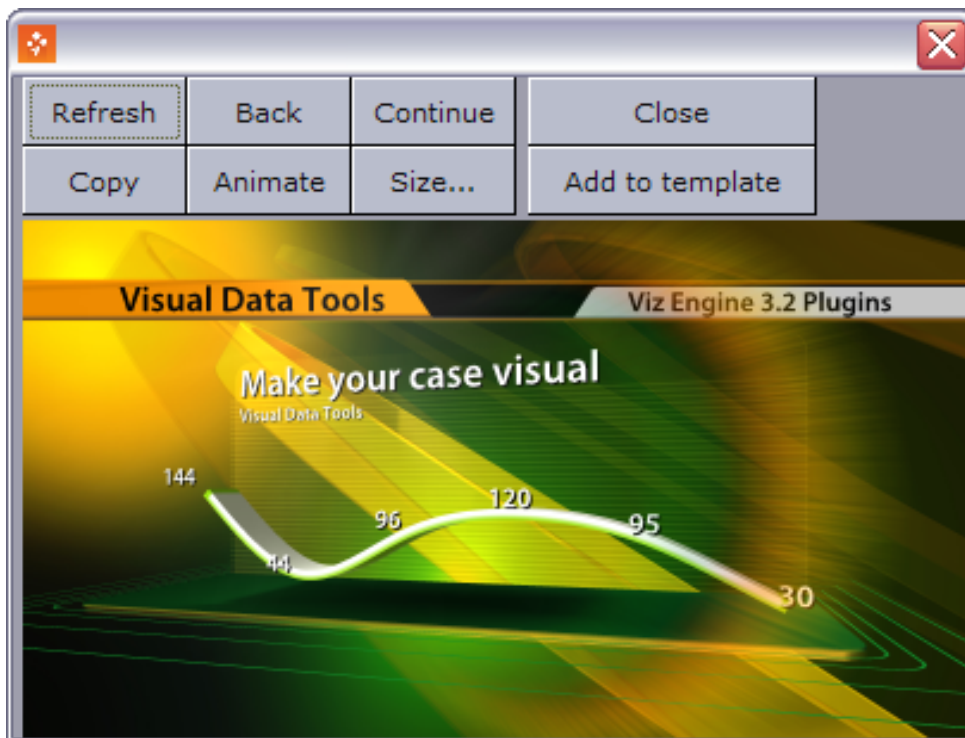 Refresh Back Continue Close
Copy Animate Size... Add to template
Visual Data Tools Viz Engine 3.2 Plugins
Make your case visual
Visual Data Tools
144
44
96
120
95
30